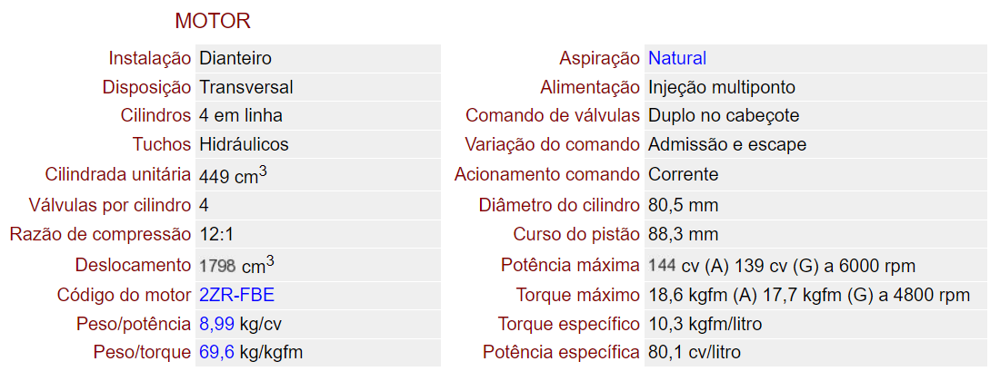 MOTOR
Instalação Dianteiro
Disposição Transversal
Cilindros 4 em linha
Tuchos Hidráulicos
Cilindrada unitária 449 cm³
Válvulas por cilindro 4
Razão de compressão 12:1
Deslocamento 1798 cm³
Código do motor 2ZR-FBE
Peso/potência 8,99 kg/cv
Peso/torque 69,6 kg/kgfm
Aspiração Natural
Alimentação Injeção multiponto
Comando de válvulas Duplo no cabeçote
Variação do comando Admissão e escape
Acionamento comando Corrente
Diâmetro do cilindro 80,5 mm
Curso do pistão 88,3 mm
Potência máxima 144 cv (A) 139 cv (G) a 6000 rpm
Torque máximo 18,6 kgfm (A) 17,7 kgfm (G) a 4800 rpm
Torque específico 10,3 kgfm/litro
Potência específica 80,1 cv/litro